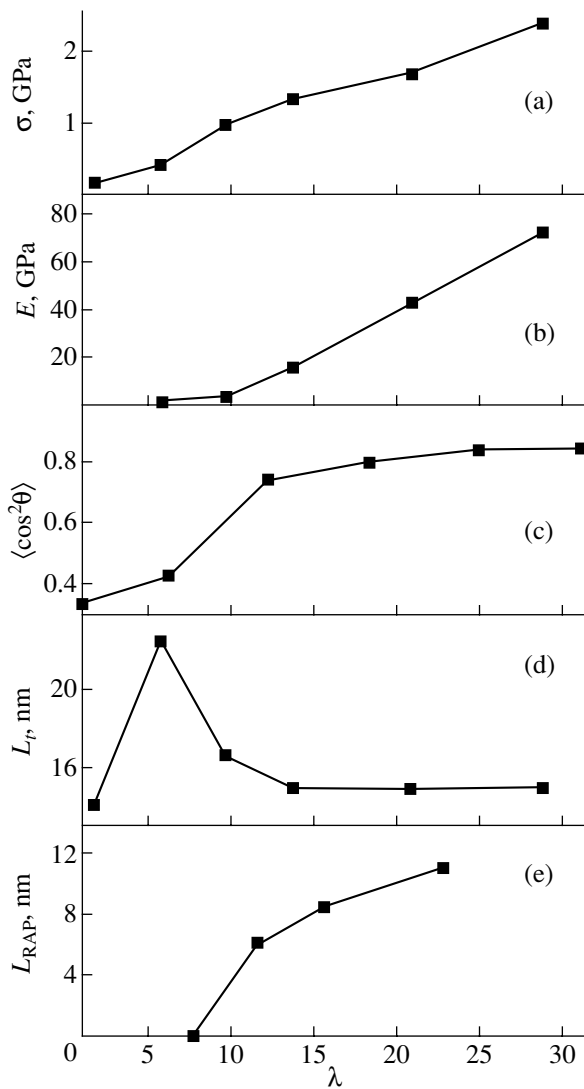 2
1
σ, GPa
(a)
80
60
40
20
E, GPa
(b)
0.8
0.6
0.4
⟨cos²θ⟩
(c)
20
16
Lₜ, nm
(d)
12
8
4
L_RAP, nm
(e)
0 5 10 15 20 25 30
λ